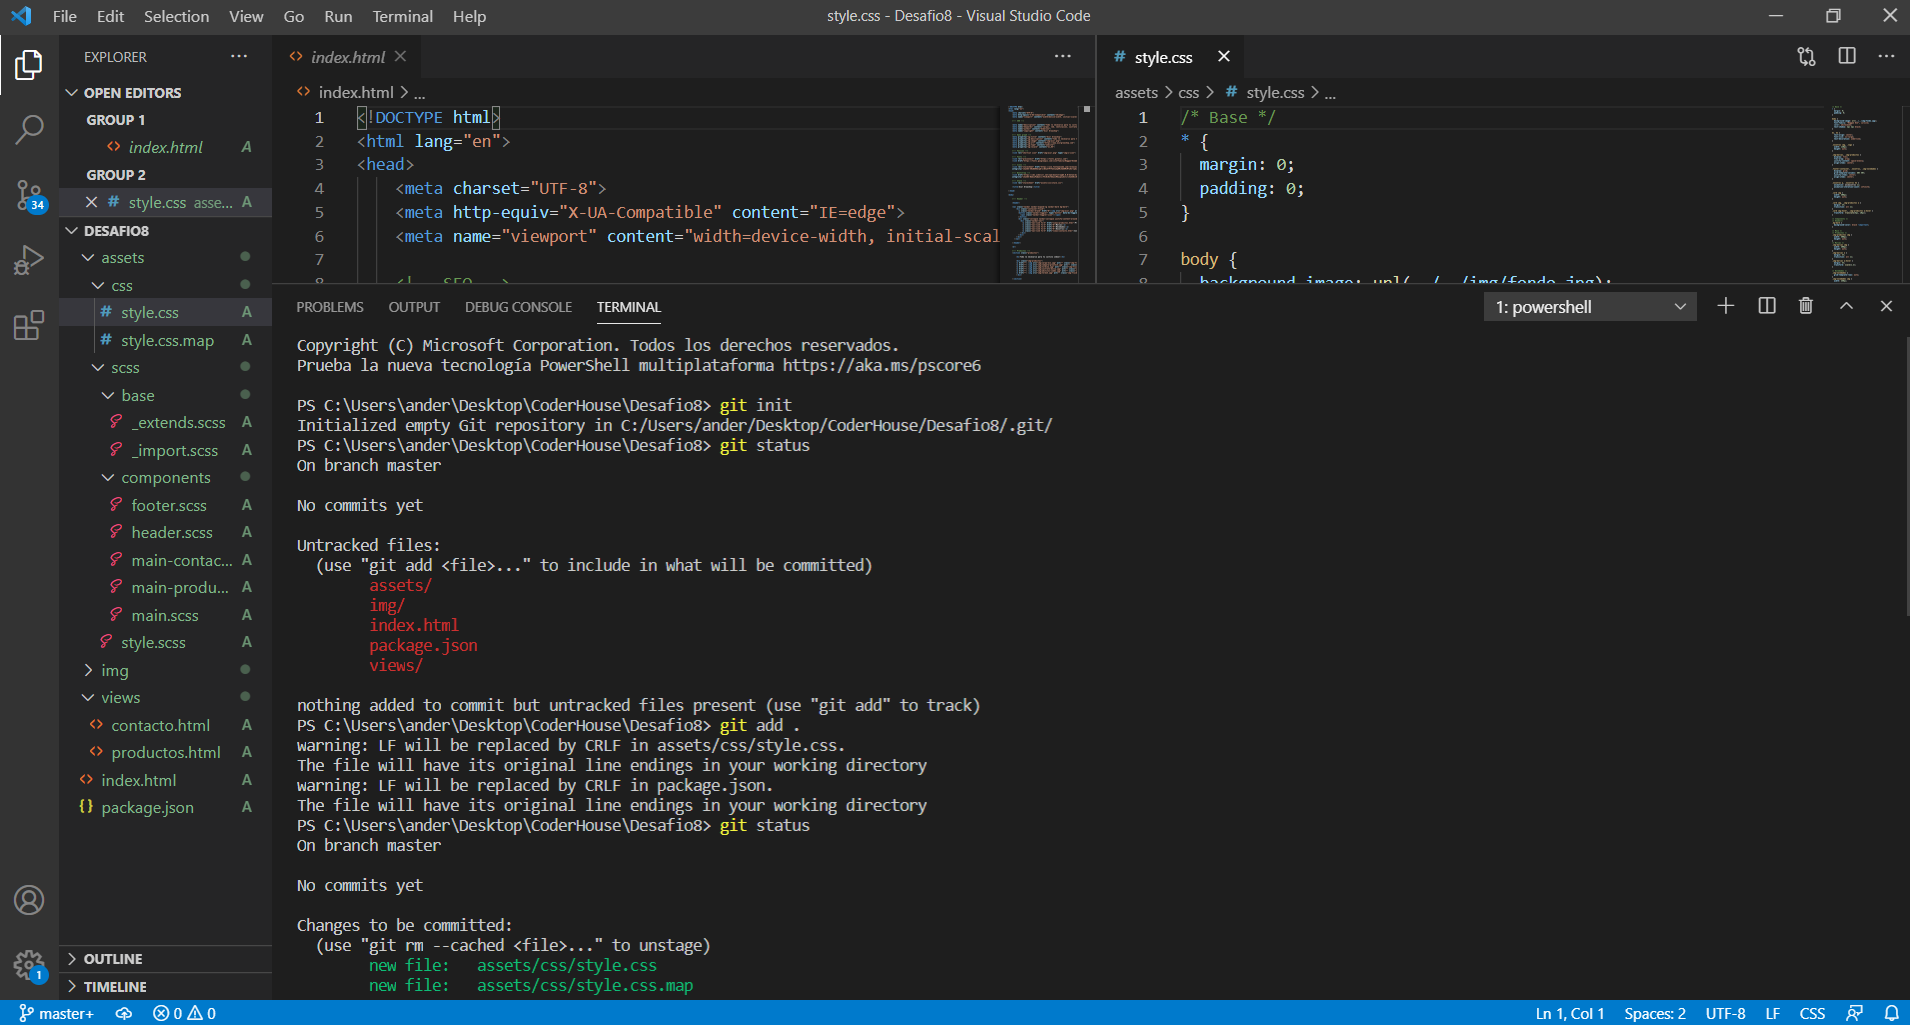 File Edit Selection View Go Run Terminal Help
style.css - Desafio8 - Visual Studio Code
EXPLORER
OPEN EDITORS
GROUP 1
index.html A
GROUP 2
style.css asse... A
DESAFIO8
assets
css
style.css A
style.css.map A
scss
base
_extends.scss A
_import.scss A
components
footer.scss A
header.scss A
main-contac... A
main-produ... A
main.scss A
style.scss A
img
views
contacto.html A
productos.html A
index.html A
package.json A
OUTLINE
TIMELINE
34
1
index.html
index.html > ...
1 <!DOCTYPE html>
2 <html lang="en">
3 <head>
4 <meta charset="UTF-8">
5 <meta http-equiv="X-UA-Compatible" content="IE=edge">
6 <meta name="viewport" content="width=device-width, initial-scal
7
8 <!-- SEO -->
style.css
assets > css > style.css > ...
1 /* Base */
2 * {
3 margin: 0;
4 padding: 0;
5 }
6
7 body {
8 background-image: url(../../img/fondo.jpg);
PROBLEMS OUTPUT DEBUG CONSOLE TERMINAL
1: powershell
Copyright (C) Microsoft Corporation. Todos los derechos reservados.
Prueba la nueva tecnología PowerShell multiplataforma https://aka.ms/pscore6
PS C:\Users\ander\Desktop\CoderHouse\Desafio8> git init
Initialized empty Git repository in C:/Users/ander/Desktop/CoderHouse/Desafio8/.git/
PS C:\Users\ander\Desktop\CoderHouse\Desafio8> git status
On branch master
No commits yet
Untracked files:
(use "git add <file>..." to include in what will be committed)
assets/
img/
index.html
package.json
views/
nothing added to commit but untracked files present (use "git add" to track)
PS C:\Users\ander\Desktop\CoderHouse\Desafio8> git add .
warning: LF will be replaced by CRLF in assets/css/style.css.
The file will have its original line endings in your working directory
warning: LF will be replaced by CRLF in package.json.
The file will have its original line endings in your working directory
PS C:\Users\ander\Desktop\CoderHouse\Desafio8> git status
On branch master
No commits yet
Changes to be committed:
(use "git rm --cached <file>..." to unstage)
new file: assets/css/style.css
new file: assets/css/style.css.map
master+ 0 0
Ln 1, Col 1 Spaces: 2 UTF-8 LF CSS